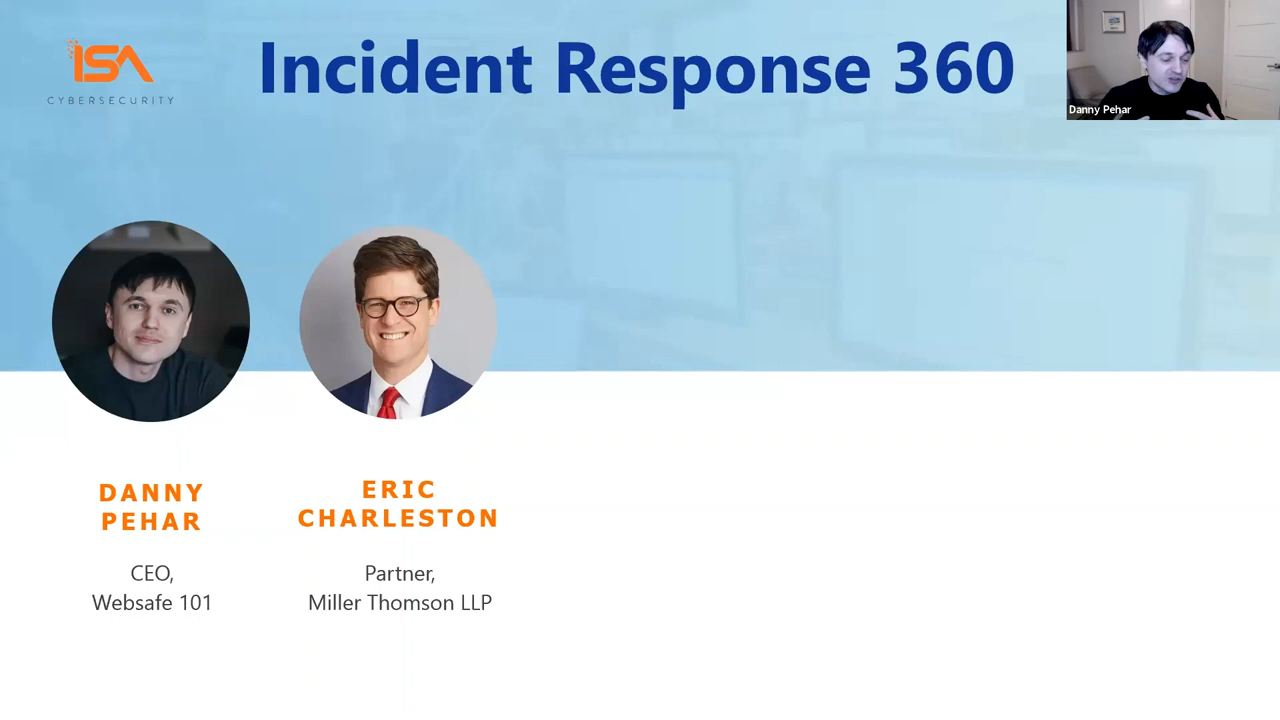 ISA
CYBERSECURITY
Incident Response 360
Danny Pehar
DANNY
PEHAR
CEO,
Websafe 101
ERIC
CHARLESTON
Partner,
Miller Thomson LLP